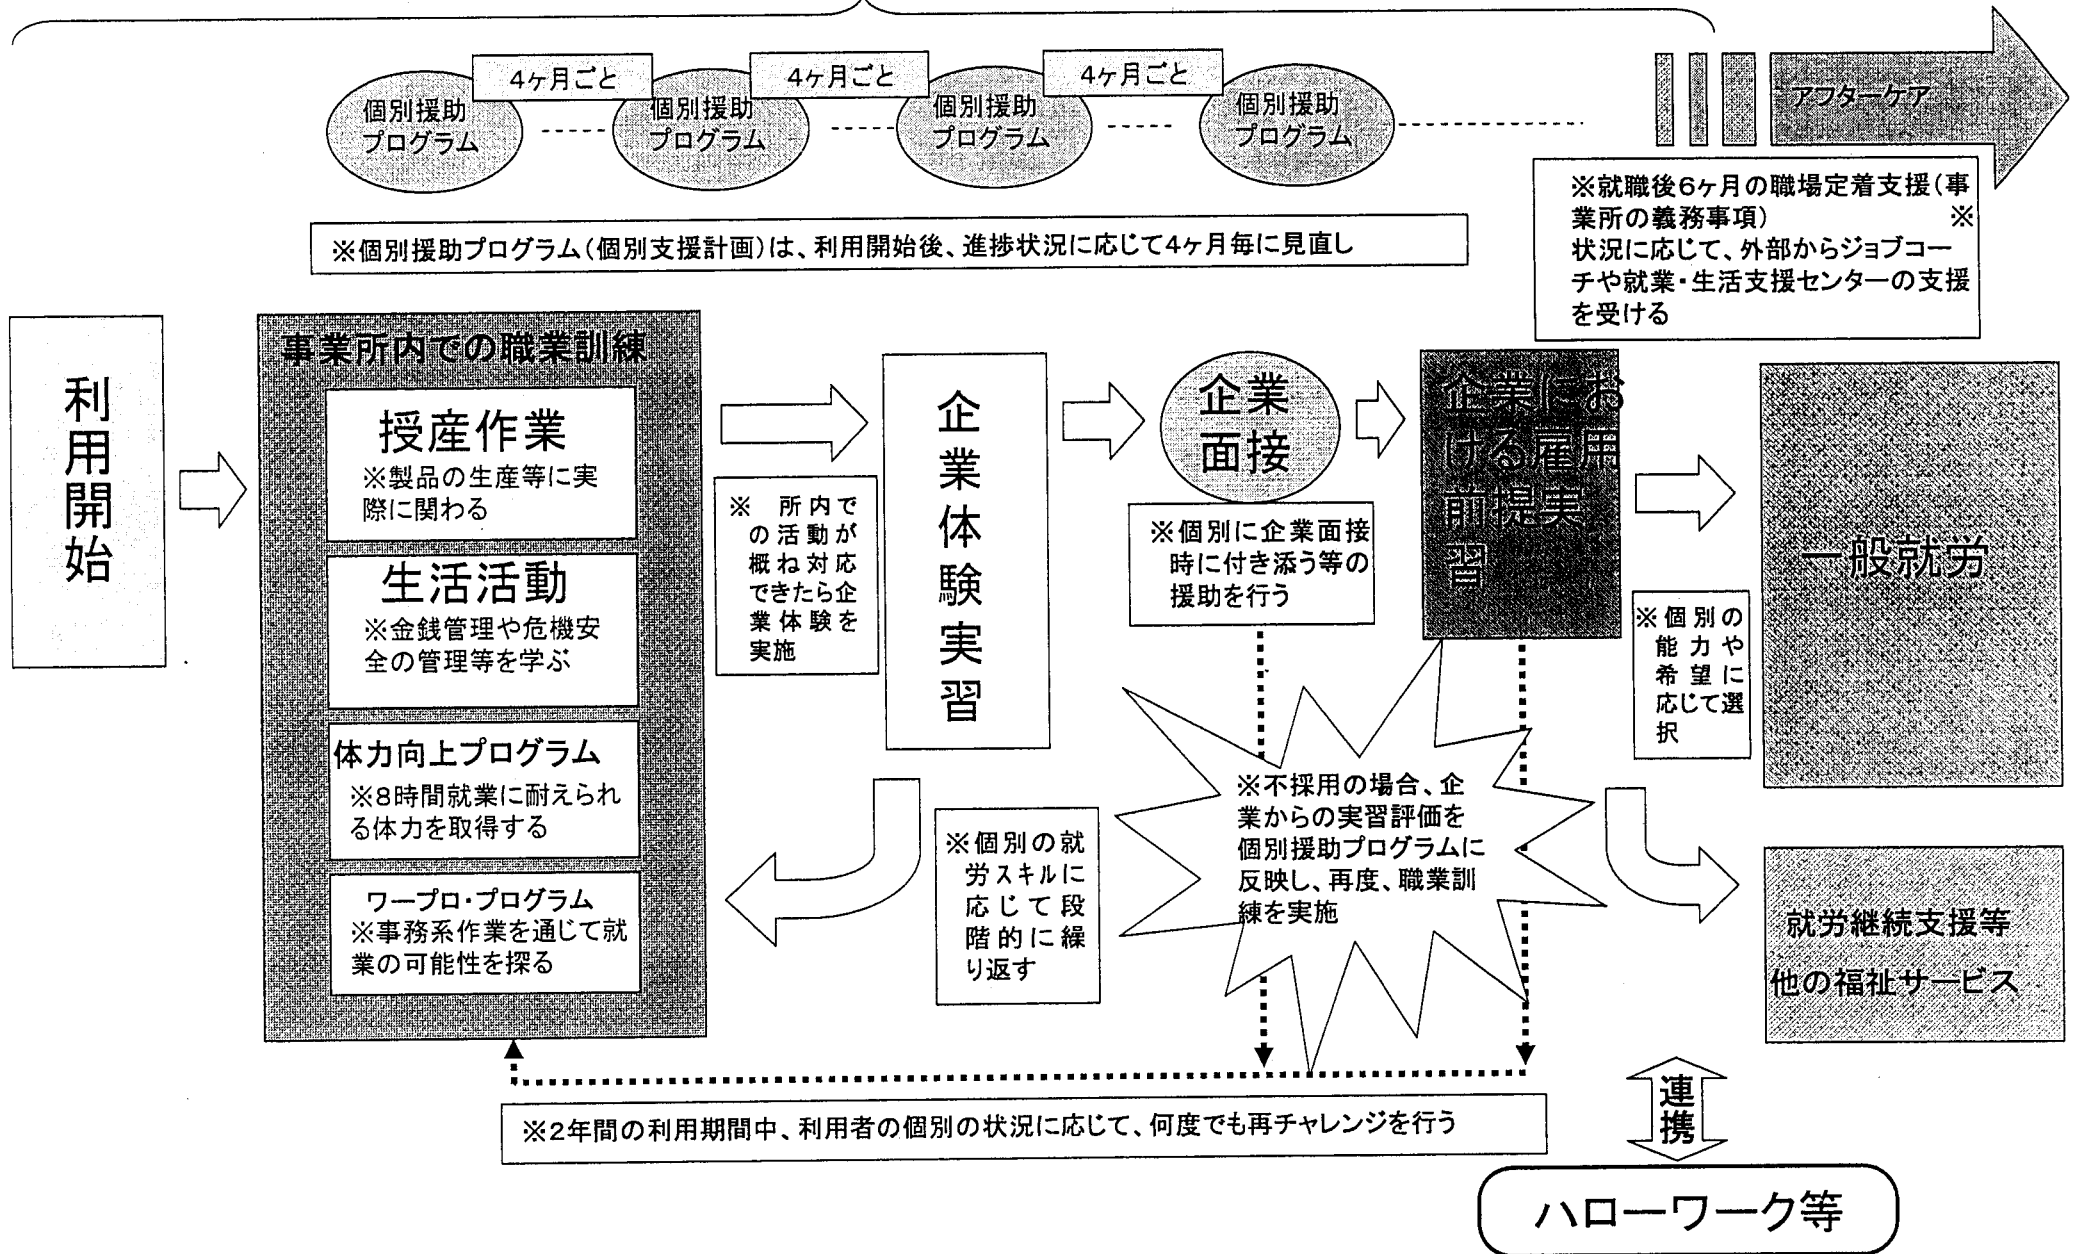 4ヶ月ごと
4ヶ月ごと
4ヶ月ごと
個別援助
プログラム
個別援助
プログラム
個別援助
プログラム
個別援助
プログラム
アフターケア
※個別援助プログラム(個別支援計画)は、利用開始後、進捗状況に応じて4ヶ月毎に見直し
※就職後6ヶ月の職場定着支援(事
業所の義務事項) ※
状況に応じて、外部からジョブコー
チや就業・生活支援センターの支援
を受ける
利用開始
事業所内での職業訓練
授産作業
※製品の生産等に実
際に関わる
生活活動
※金銭管理や危機安
全の管理等を学ぶ
体力向上プログラム
※8時間就業に耐えられ
る体力を取得する
ワープロ・プログラム
※事務系作業を通じて就
業の可能性を探る
※ 所内で
の活動が
概ね対応
できたら企
業体験を
実施
企業体験実習
※個別の就
労スキルに
応じて段
階的に繰
り返す
企業
面接
※個別に企業面接
時に付き添う等の
援助を行う
企業にお
ける雇用
前提実
習
※不採用の場合、企
業からの実習評価を
個別援助プログラムに
反映し、再度、職業訓
練を実施
※個別の
能力や
希望に
応じて選
択
一般就労
就労継続支援等
他の福祉サービス
※2年間の利用期間中、利用者の個別の状況に応じて、何度でも再チャレンジを行う
連携
ハローワーク等